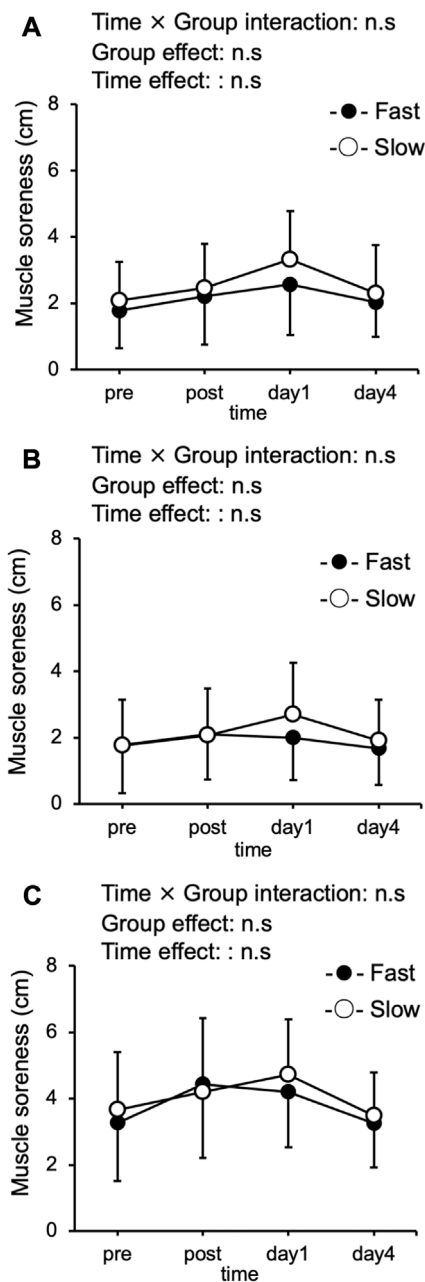 A
Time × Group interaction: n.s
Group effect: n.s
Time effect: : n.s
8
6
4
2
0
Muscle soreness (cm)
-●- Fast
-○- Slow
pre post day1 day4
time
B
Time × Group interaction: n.s
Group effect: n.s
Time effect: : n.s
8
6
4
2
0
Muscle soreness (cm)
-●- Fast
-○- Slow
pre post day1 day4
time
C
Time × Group interaction: n.s
Group effect: n.s
Time effect: : n.s
8
6
4
2
0
Muscle soreness (cm)
-●- Fast
-○- Slow
pre post day1 day4
time